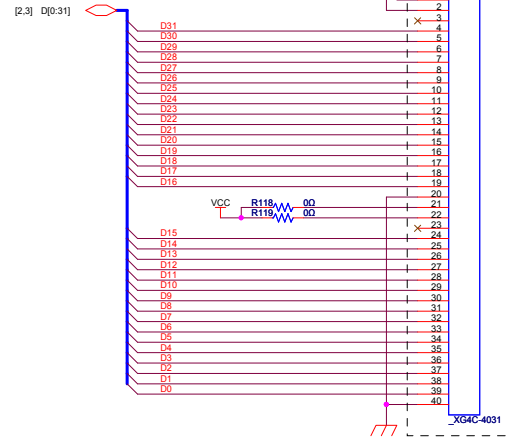 2
[2,3] D[0:31]
3
D31 4
D30 5
D29 6
D28 7
D27 8
D26 9
D25 10
D24 11
D23 12
D22 13
D21 14
D20 15
D19 16
D18 17
D17 18
D16 19
20
VCC R118 0Ω 21
R119 0Ω 22
23
D15 24
D14 25
D13 26
D12 27
D11 28
D10 29
D9 30
D8 31
D7 32
D6 33
D5 34
D4 35
D3 36
D2 37
D1 38
D0 39
40
_XG4C-4031